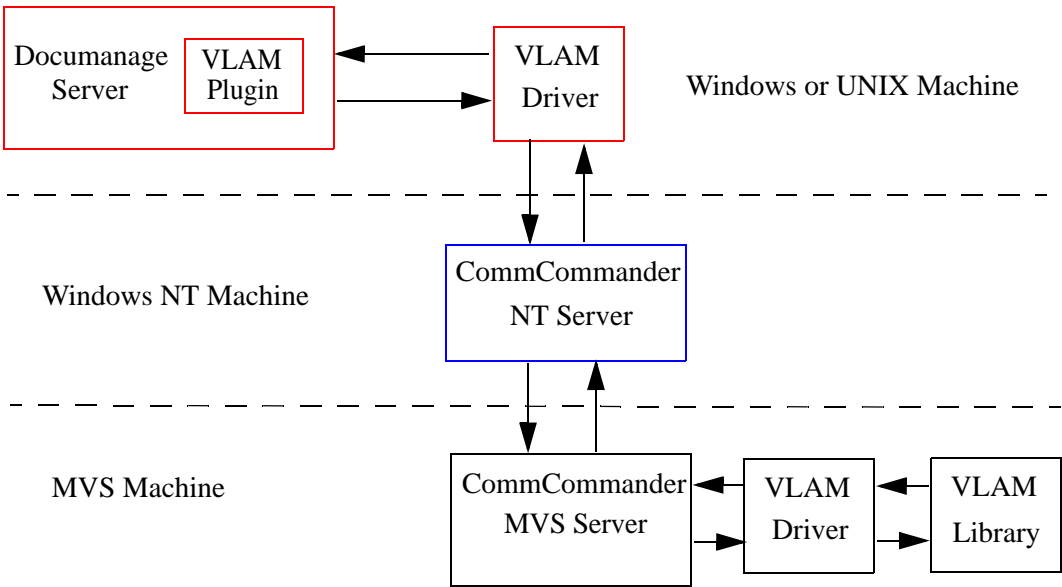 Documanage
Server
VLAM
Plugin
VLAM
Driver
Windows or UNIX Machine
Windows NT Machine
CommCommander
NT Server
MVS Machine
CommCommander
MVS Server
VLAM
Driver
VLAM
Library